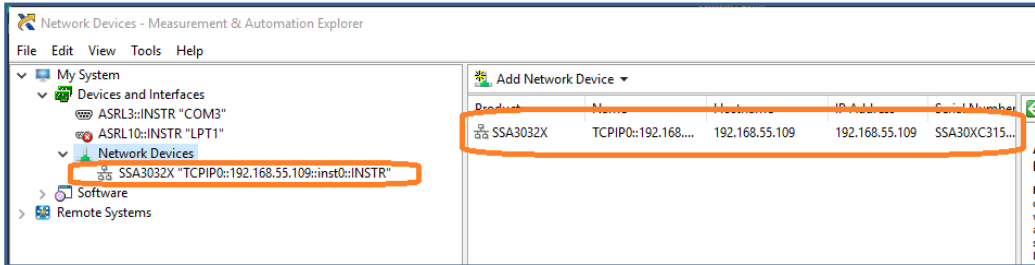 Network Devices - Measurement & Automation Explorer
File Edit View Tools Help
My System
Devices and Interfaces
ASRL3::INSTR "COM3"
ASRL10::INSTR "LPT1"
Network Devices
SSA3032X "TCPIP0::192.168.55.109::inst0::INSTR"
Software
Remote Systems
Add Network Device
Product Name Hostname IP Address Serial Number
SSA3032X TCPIP0::192.168.... 192.168.55.109 192.168.55.109 SSA30XC315...